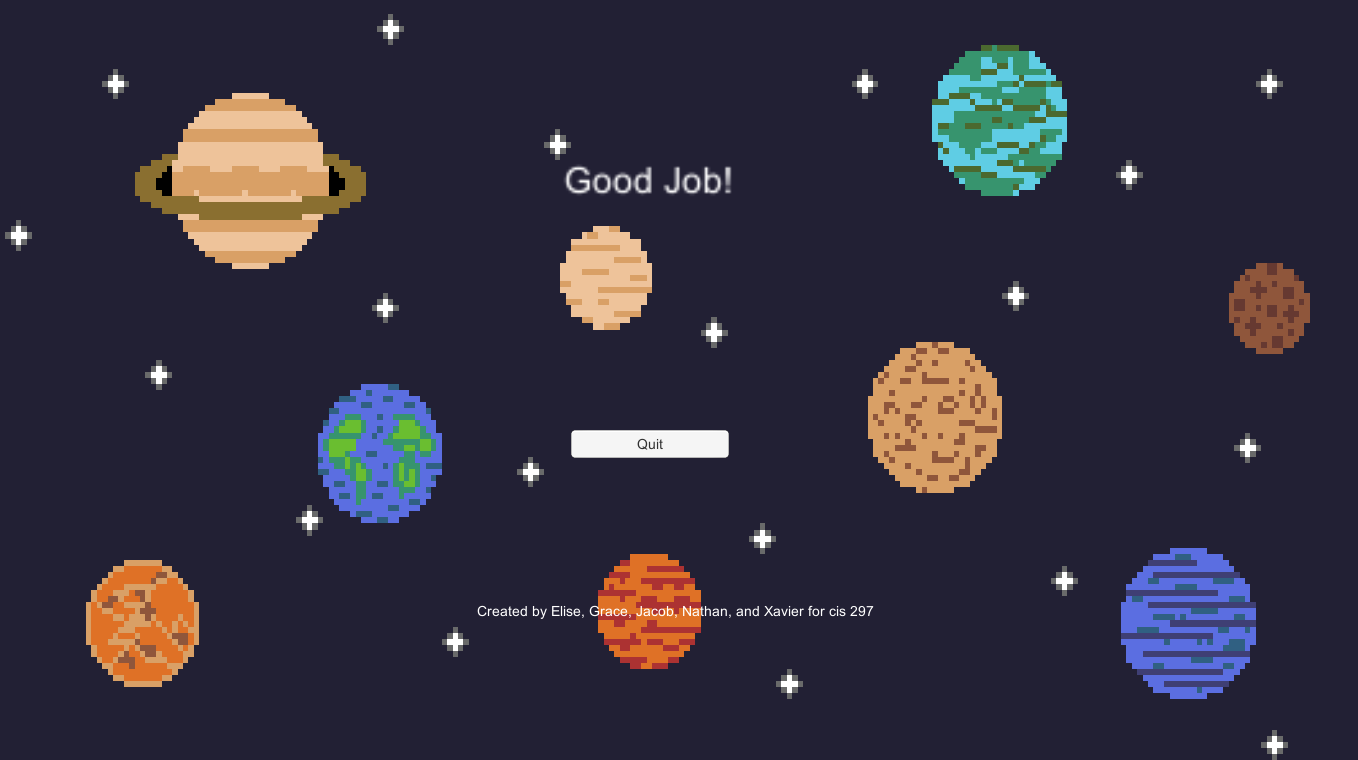 Good Job!
Quit
Created by Elise, Grace, Jacob, Nathan, and Xavier for cis 297